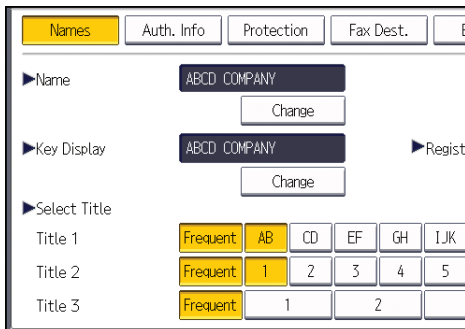 Names Auth. Info Protection Fax Dest. E
▶Name ABCD COMPANY
Change
▶Key Display ABCD COMPANY ▶Regist
Change
▶Select Title
Title 1 Frequent AB CD EF GH IJK
Title 2 Frequent 1 2 3 4 5
Title 3 Frequent 1 2